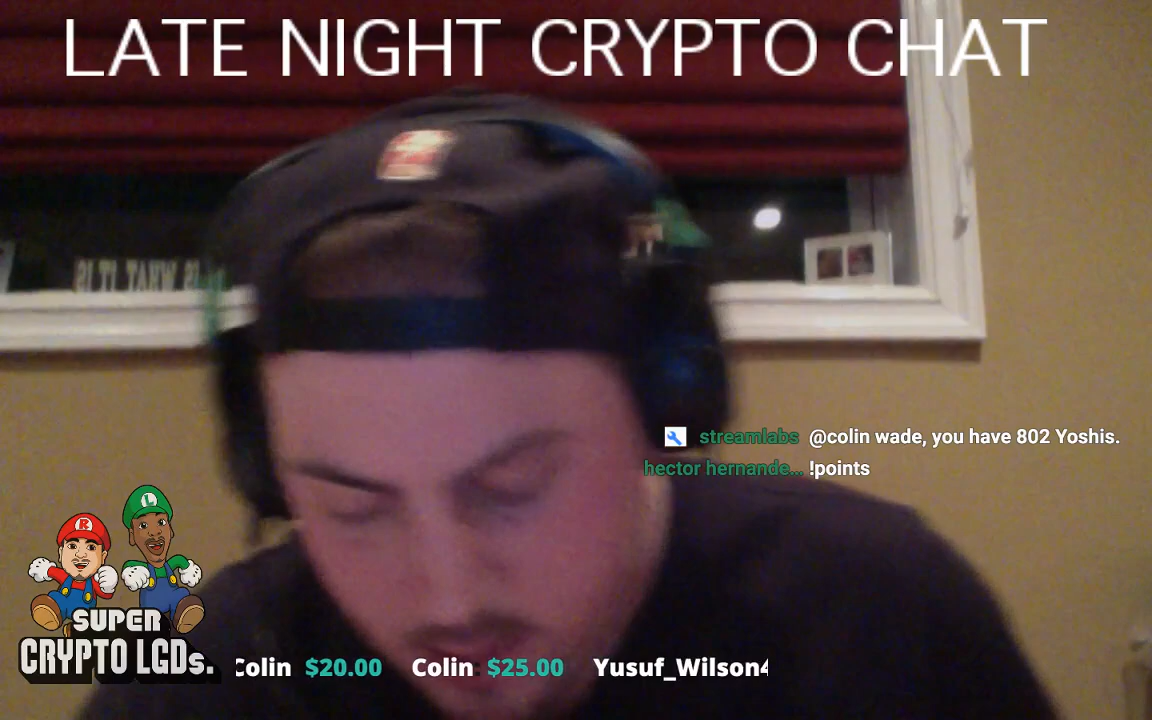 LATE NIGHT CRYPTO CHAT
@colin wade, you have 802 Yoshis.
streamlabs
hector hernande... !points
L
R
SUPER
CRYPTO LGDs.
Colin $20.00 Colin $25.00 Yusuf_Wilson4